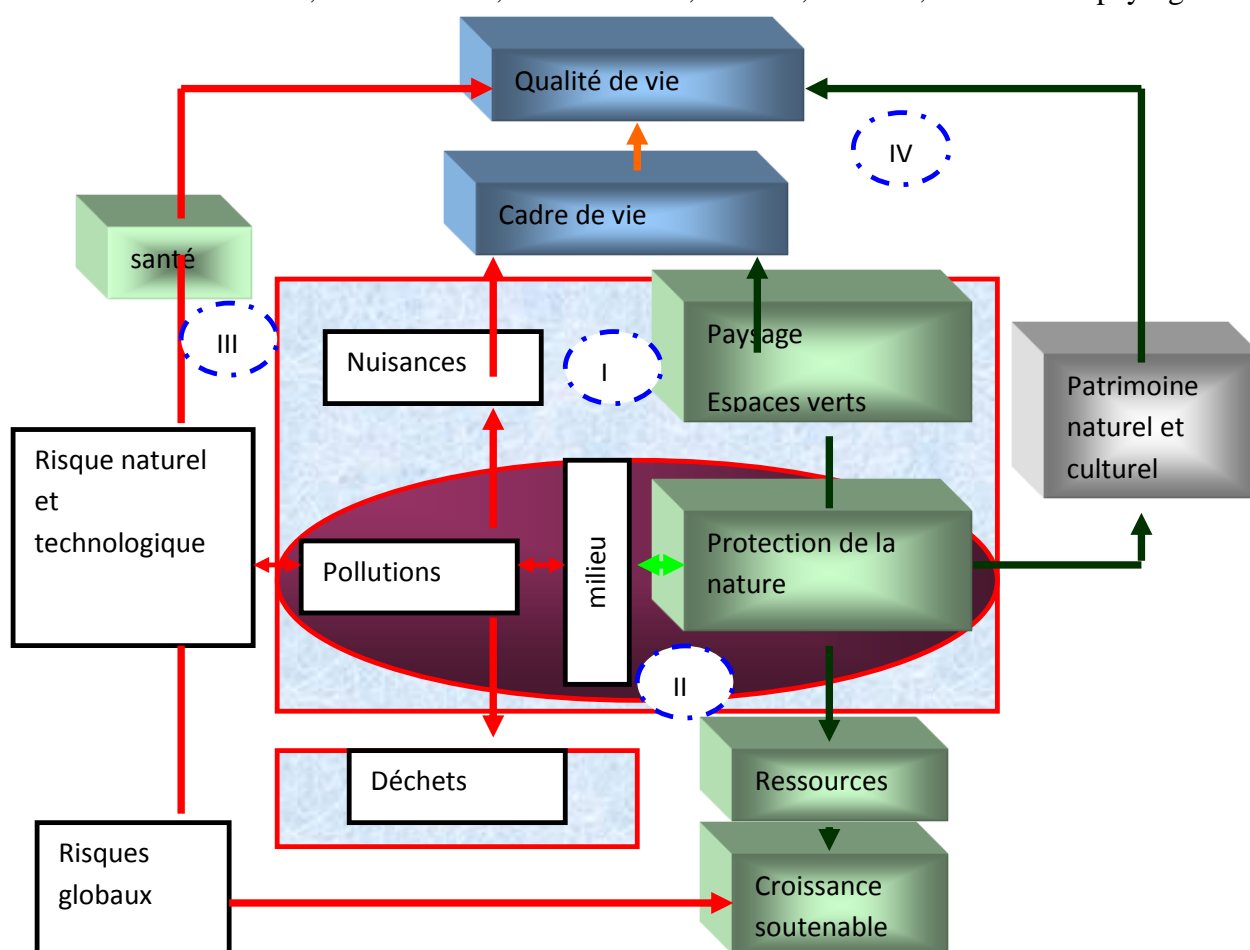 Qualité de vie
IV
Cadre de vie
santé
III
Nuisances
I
Paysage
Espaces verts
Patrimoine
naturel et
culturel
Risque naturel
et
technologique
Pollutions
milieu
Protection de la
nature
II
Déchets
Ressources
Risques
globaux
Croissance
soutenable